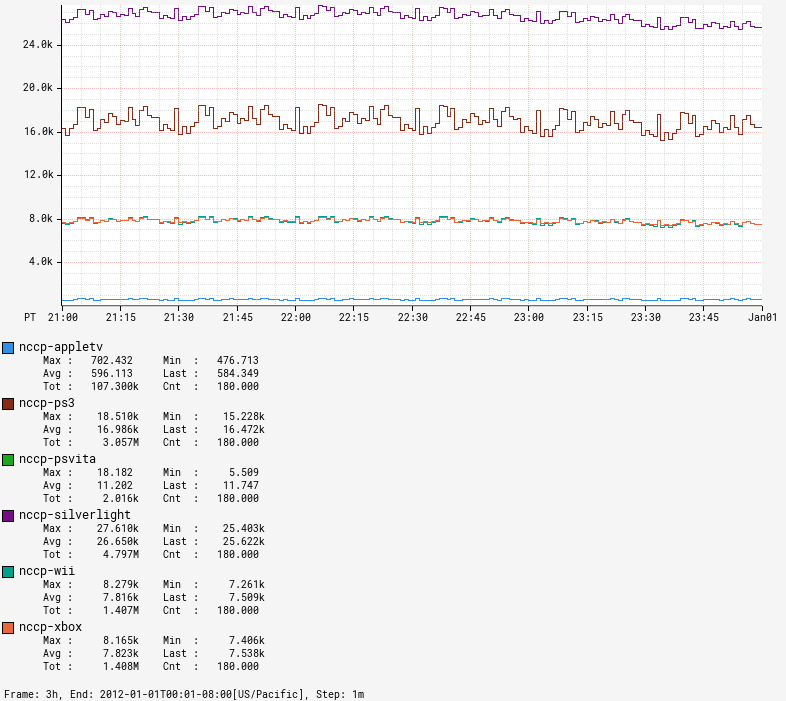 24.0k
20.0k
16.0k
12.0k
8.0k
4.0k
PT 21:00 21:15 21:30 21:45 22:00 22:15 22:30 22:45 23:00 23:15 23:30 23:45 Jan01
nccp-appletv
Max : 702.432 Min : 476.713
Avg : 596.113 Last : 584.349
Tot : 107.300k Cnt : 180.000
nccp-ps3
Max : 18.510k Min : 15.228k
Avg : 16.986k Last : 16.472k
Tot : 3.057M Cnt : 180.000
nccp-psvita
Max : 18.182 Min : 5.509
Avg : 11.202 Last : 11.747
Tot : 2.016k Cnt : 180.000
nccp-silverlight
Max : 27.610k Min : 25.403k
Avg : 26.650k Last : 25.622k
Tot : 4.797M Cnt : 180.000
nccp-wii
Max : 8.279k Min : 7.261k
Avg : 7.816k Last : 7.509k
Tot : 1.407M Cnt : 180.000
nccp-xbox
Max : 8.165k Min : 7.406k
Avg : 7.823k Last : 7.538k
Tot : 1.408M Cnt : 180.000
Frame: 3h, End: 2012-01-01T00:01-08:00[US/Pacific], Step: 1m